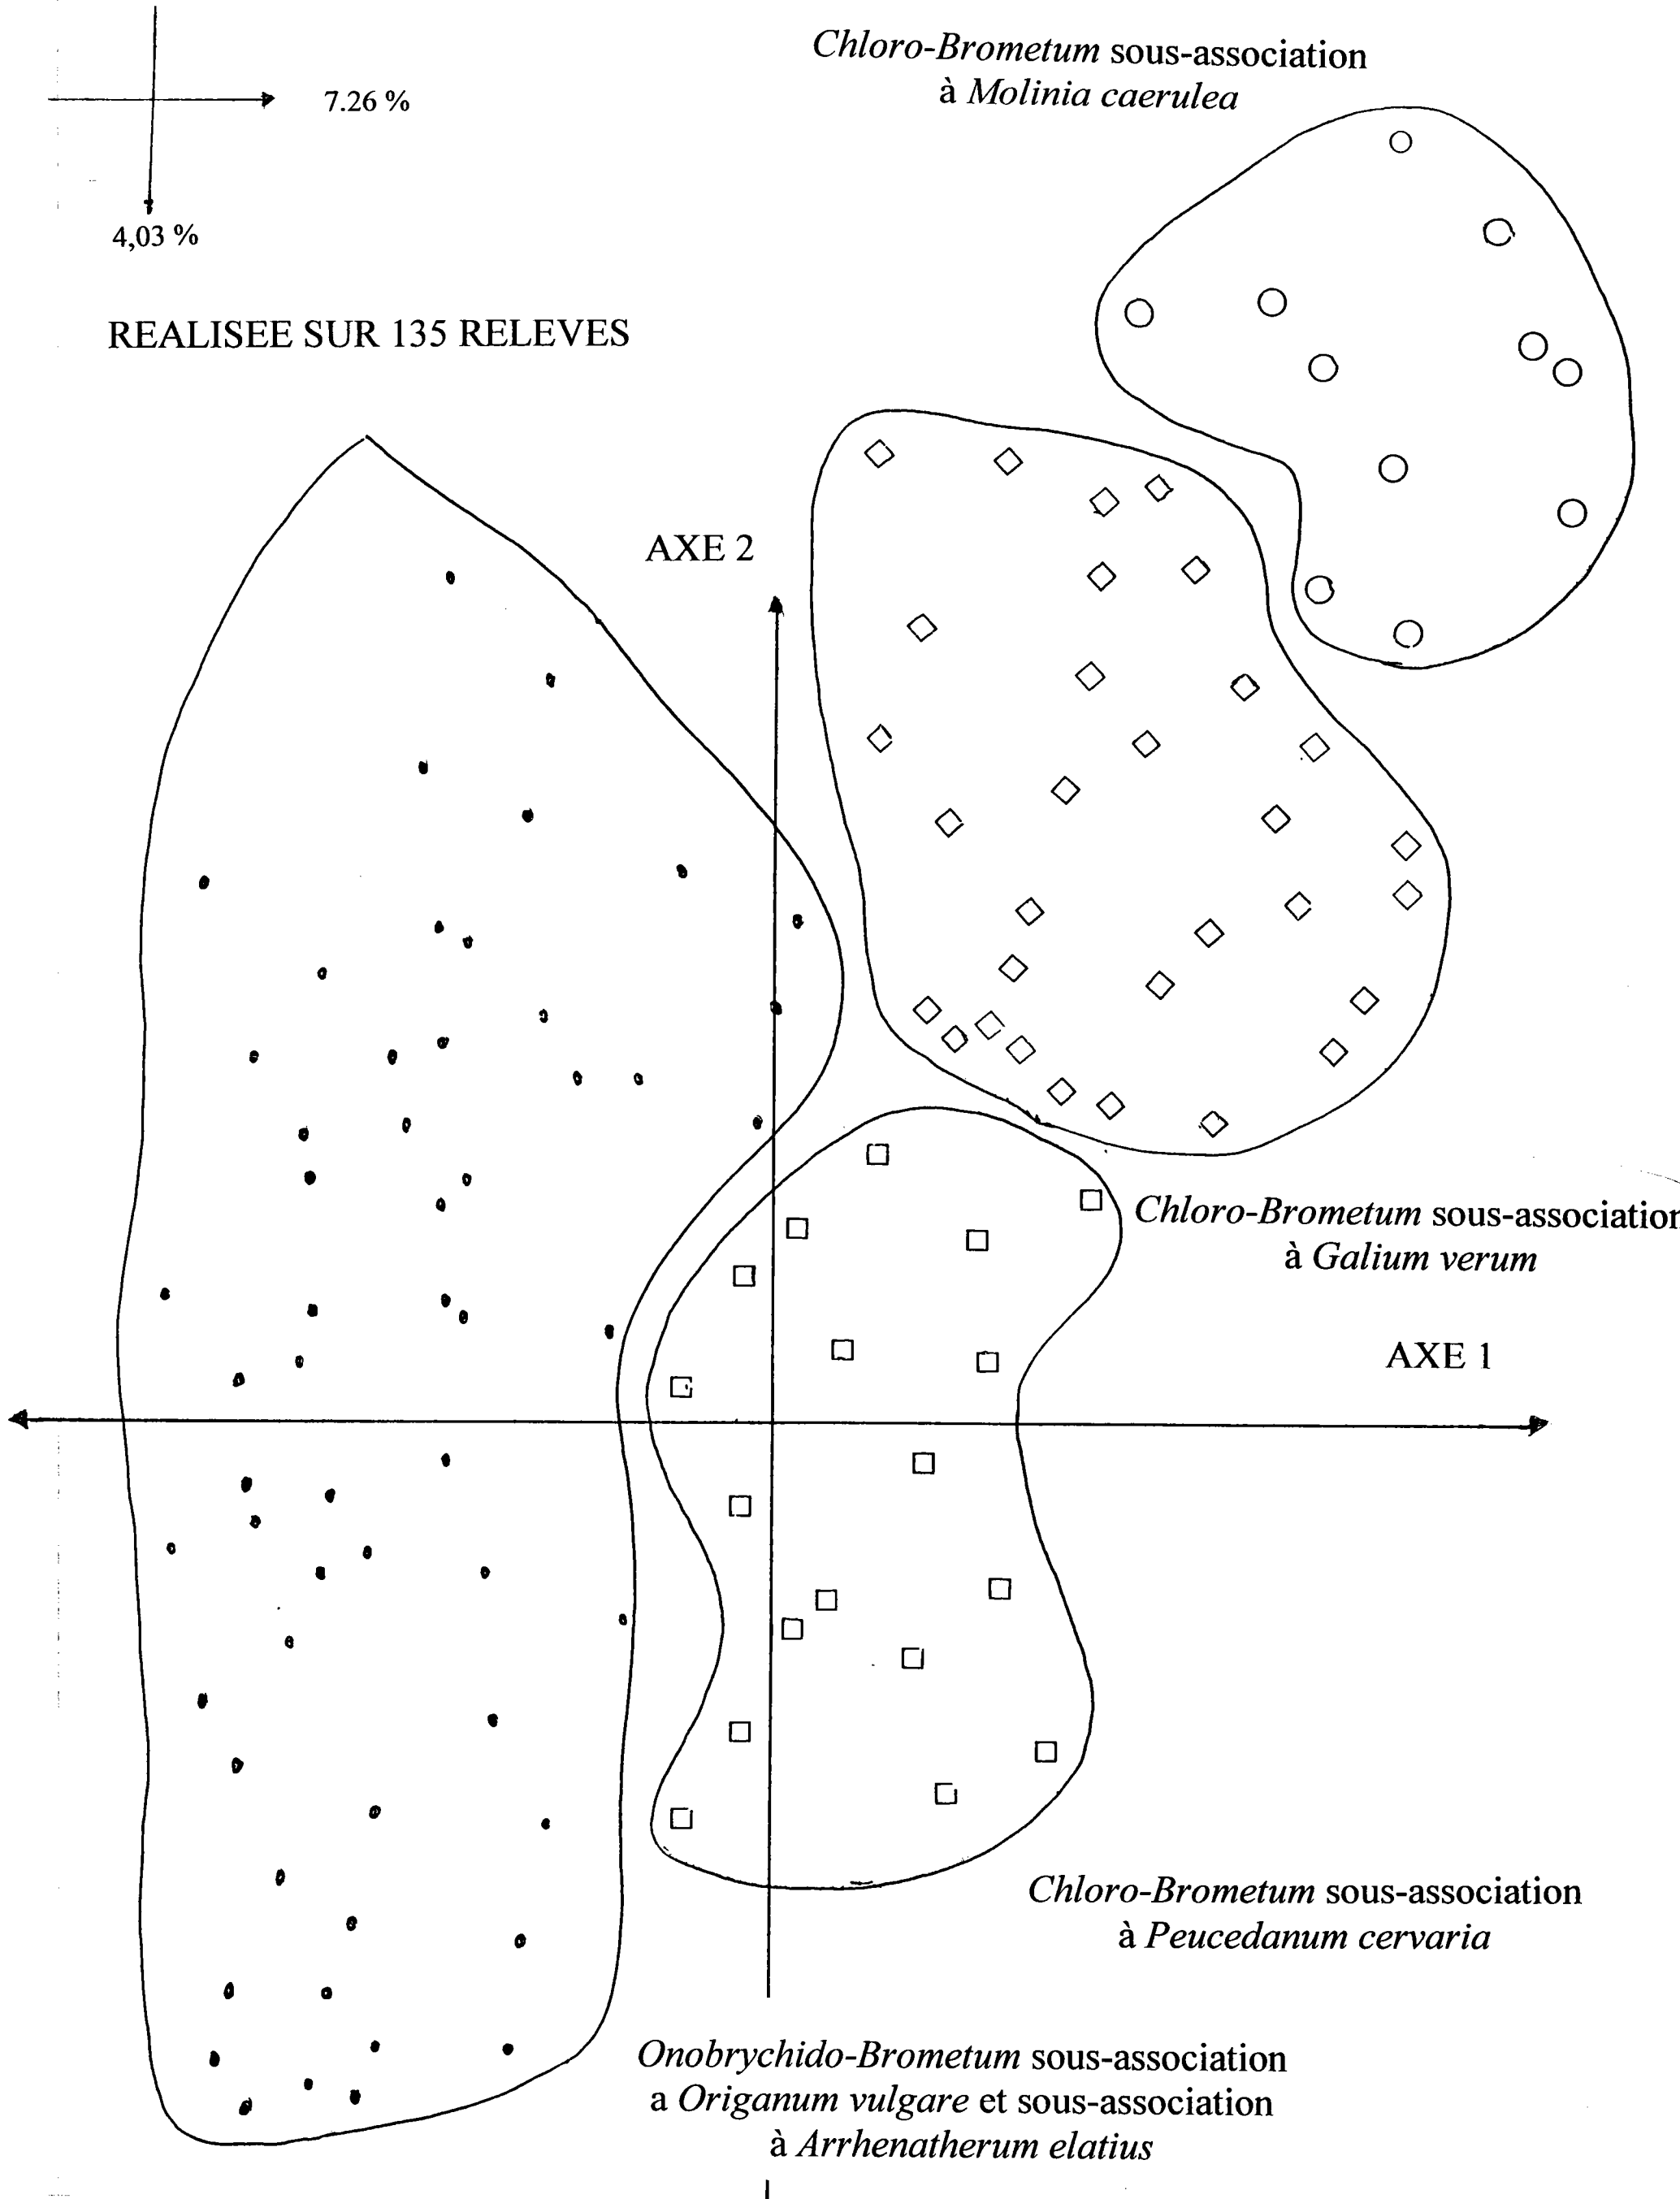 Chloro-Brometum sous-association
à Molinia caerulea
7.26 %
4,03 %
REALISEE SUR 135 RELEVES
AXE 2
Chloro-Brometum sous-association
à Galium verum
AXE 1
Chloro-Brometum sous-association
à Peucedanum cervaria
Onobrychido-Brometum sous-association
a Origanum vulgare et sous-association
à Arrhenatherum elatius